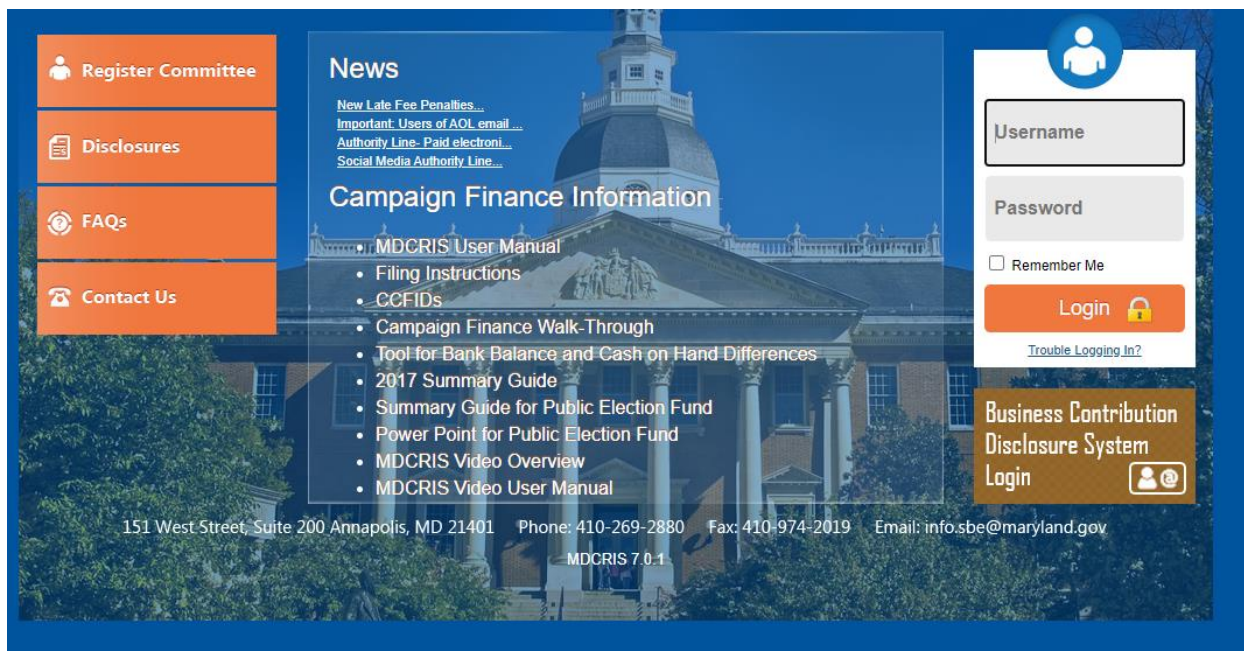 Register Committee
Disclosures
FAQs
Contact Us
News
New Late Fee Penalties...
Important: Users of AOL email ...
Authority Line- Paid electroni...
Social Media Authority Line...
Campaign Finance Information
• MDCRIS User Manual
• Filing Instructions
• CCFIDs
• Campaign Finance Walk-Through
• Tool for Bank Balance and Cash on Hand Differences
• 2017 Summary Guide
• Summary Guide for Public Election Fund
• Power Point for Public Election Fund
• MDCRIS Video Overview
• MDCRIS Video User Manual
Username
Password
Remember Me
Login
Trouble Logging In?
Business Contribution
Disclosure System
Login
151 West Street, Suite 200 Annapolis, MD 21401 Phone: 410-269-2880 Fax: 410-974-2019 Email: info.sbe@maryland.gov
MDCRIS 7.0.1